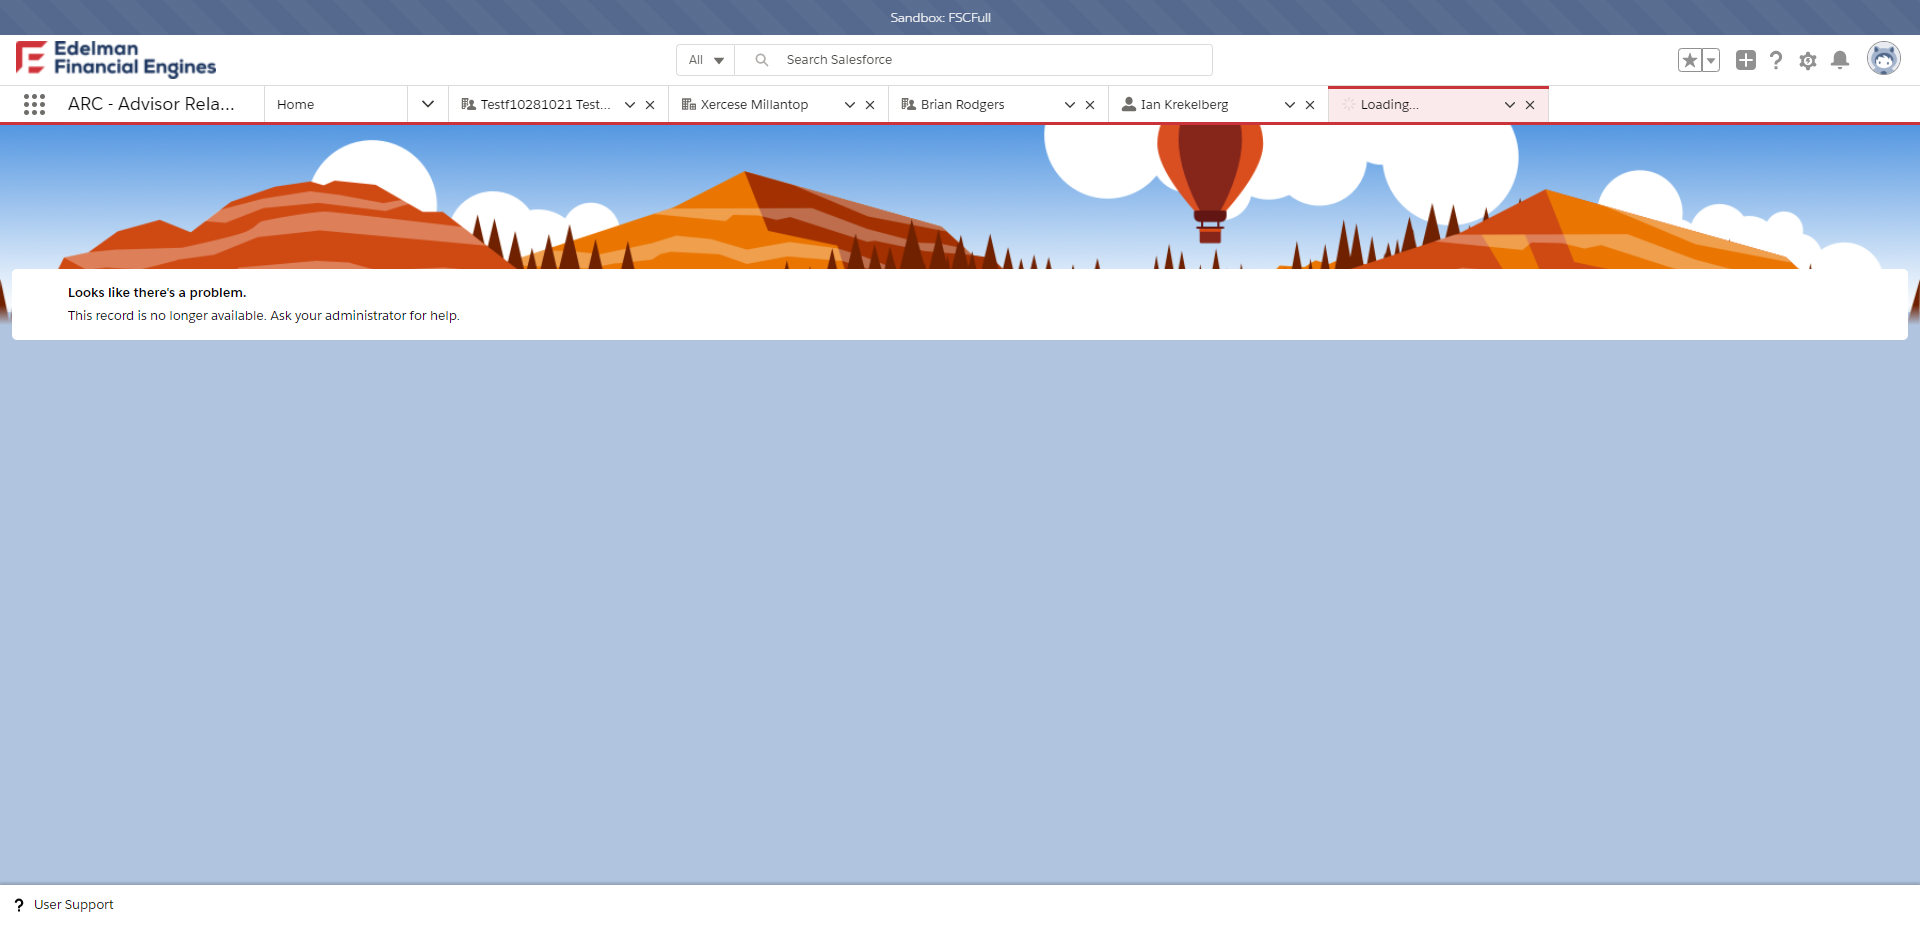 Sandbox: FSCFull
Edelman
Financial Engines
All
Search Salesforce
ARC - Advisor Rela...
Home
Testf10281021 Test...
Xercese Millantop
Brian Rodgers
Ian Krekelberg
Loading...
Looks like there's a problem.
This record is no longer available. Ask your administrator for help.
? User Support